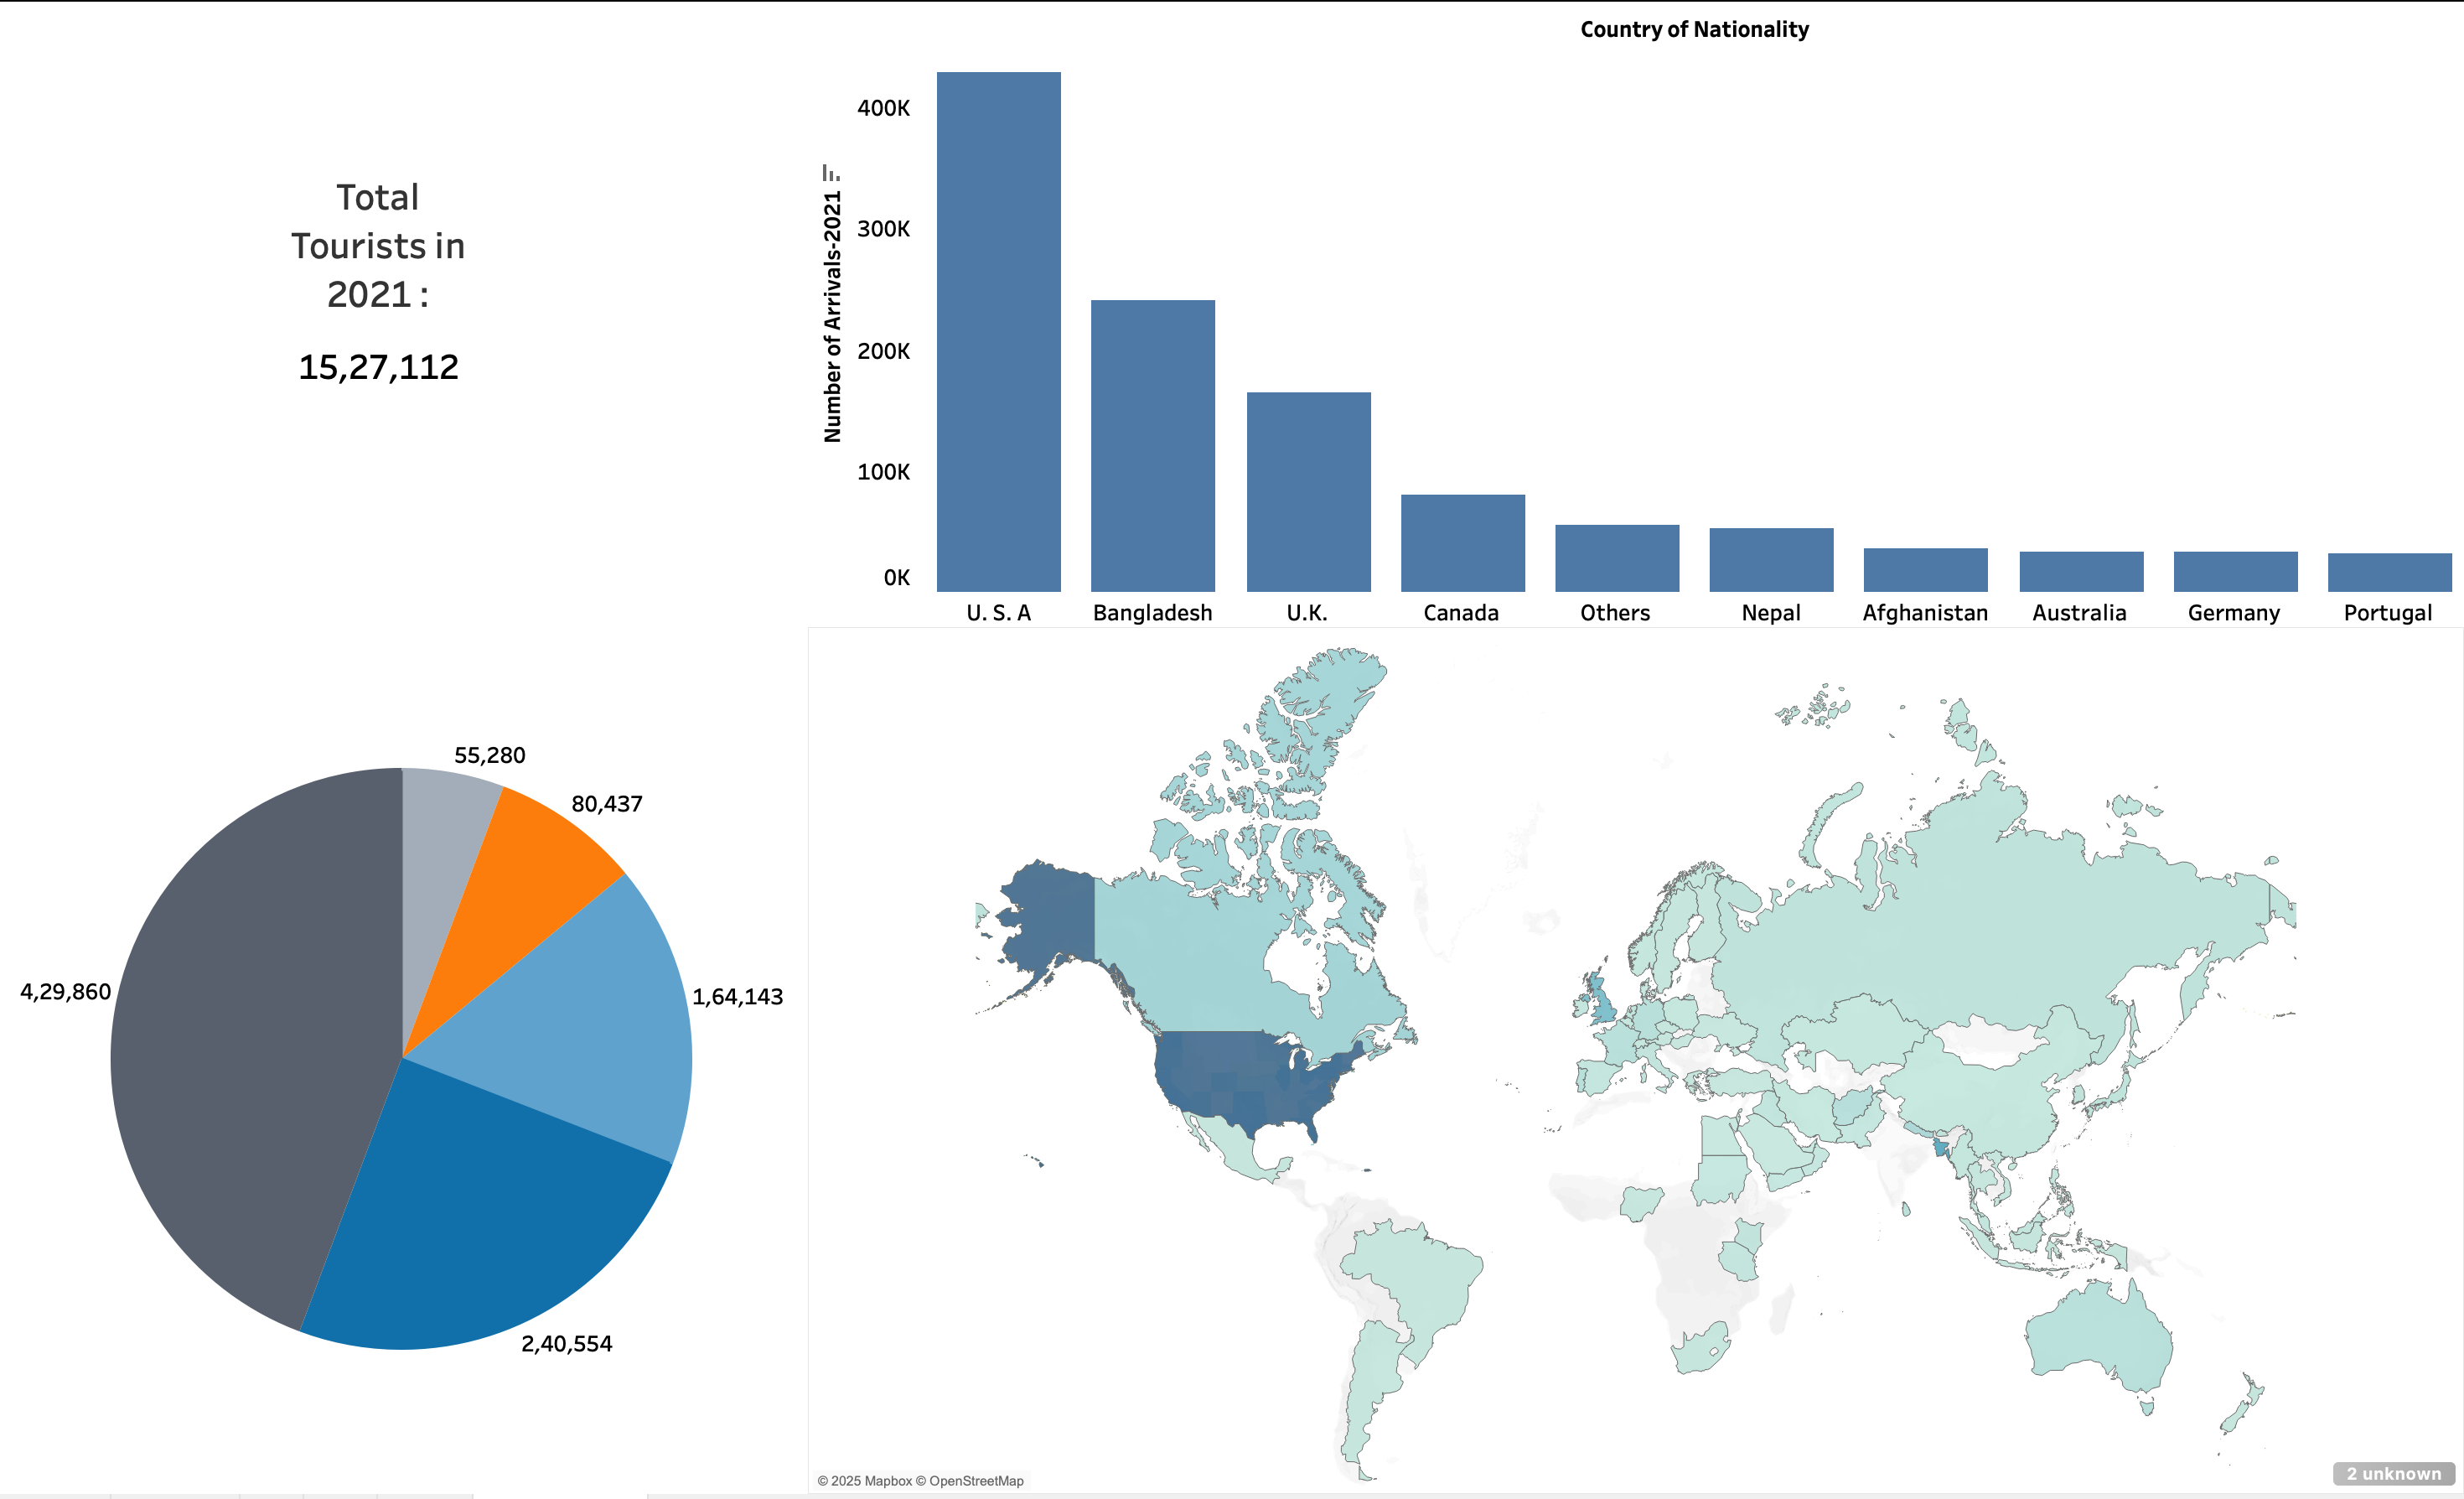 Total
Tourists in
2021 :
15,27,112
Country of Nationality
Number of Arrivals-2021
400K
300K
200K
100K
0K
U. S. A
Bangladesh
U.K.
Canada
Others
Nepal
Afghanistan
Australia
Germany
Portugal
55,280
80,437
1,64,143
2,40,554
4,29,860
© 2025 Mapbox © OpenStreetMap
2 unknown